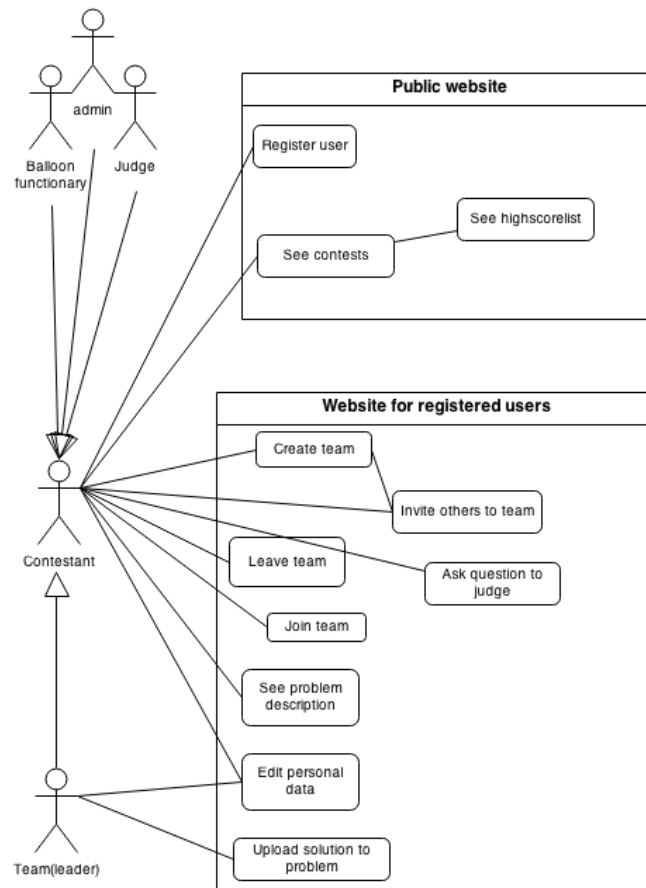 admin
Balloon
functionary
Judge
Public website
Register user
See highscorelist
See contests
Website for registered users
Create team
Invite others to team
Contestant
Leave team
Ask question to
judge
Join team
See problem
description
Edit personal
data
Team(leader)
Upload solution to
problem